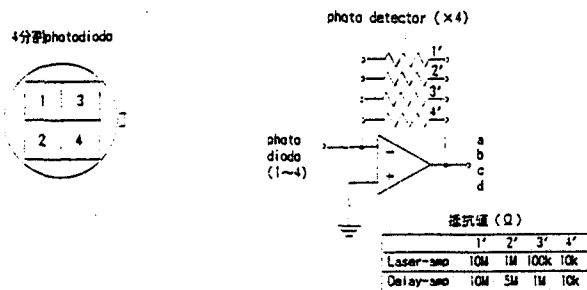 4分割photodioda
1 3
2 4
photo detector (×4)
1'
2'
3'
4'
photo
dioda
(1~4)
−
+
a
b
c
d
抵抗値 (Ω)
1' 2' 3' 4'
Laser-amp 10M 1M 100k 10k
Delay-amp 10M 5M 1M 10k